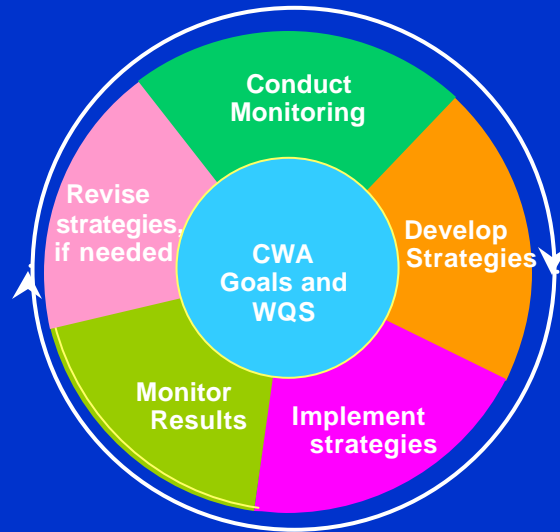 Conduct
Monitoring
Develop
Strategies
Implement
strategies
Monitor
Results
Revise
strategies,
if needed
CWA
Goals and
WQS